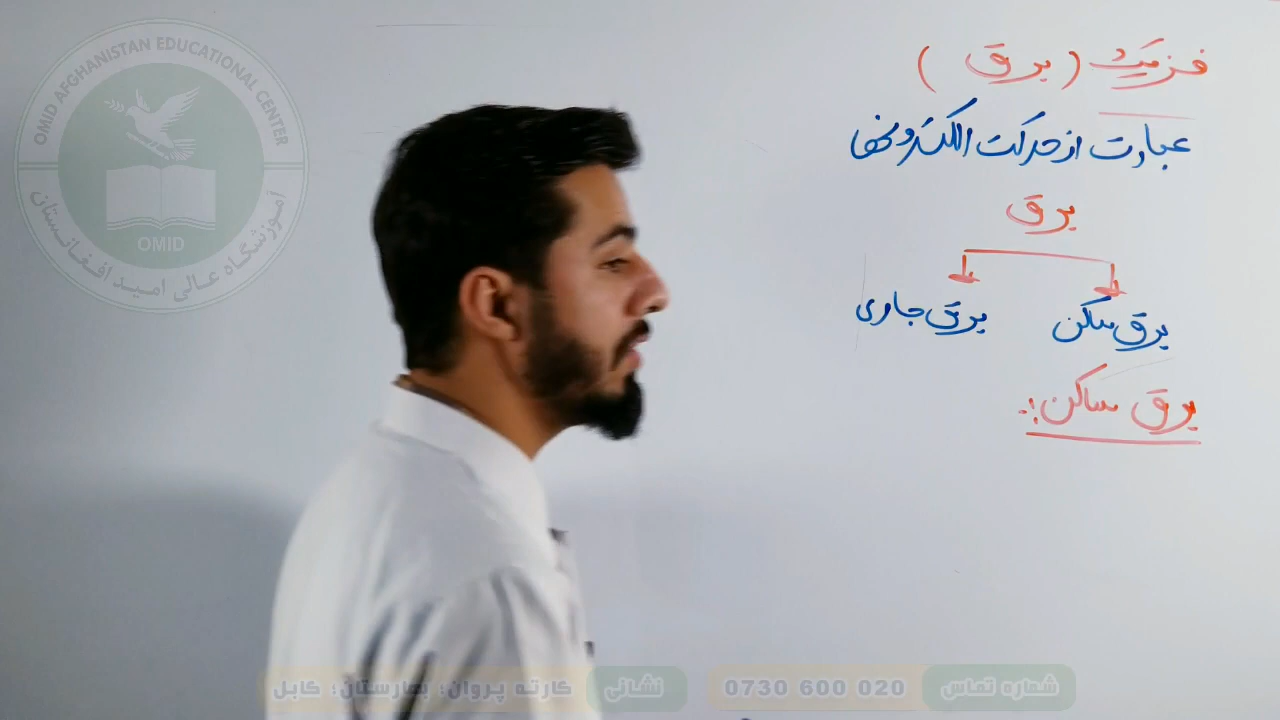 فزیک (برق)
عبارت از حرکت الکترونها
برق
برق ساکن
برق جاری
برق ساکن:
OMID AFGHANISTAN EDUCATIONAL CENTER
OMID
آموزشگاه عالی امید افغانستان
شماره تماس 0730 600 020
نشانی کارته پروان؛ بهارستان؛ کابل